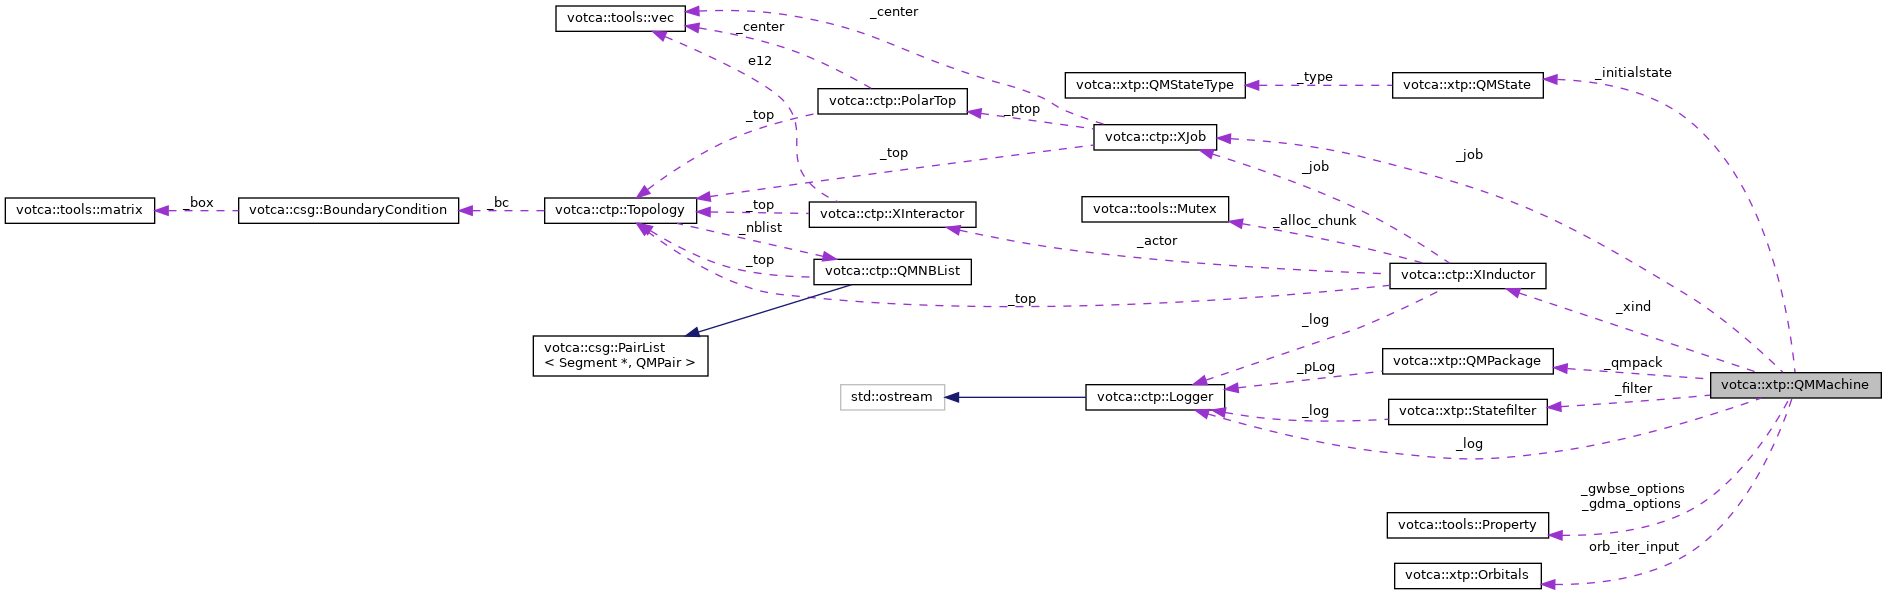 votca::tools::vec
_center
_center
e12
_initialstate
votca::xtp::QMStateType
_type
votca::xtp::QMState
votca::ctp::PolarTop
_ptop
_top
votca::ctp::XJob
_job
_top
_job
votca::tools::matrix
_box
votca::csg::BoundaryCondition
_bc
votca::ctp::Topology
_top
votca::ctp::XInteractor
votca::tools::Mutex
_alloc_chunk
_nblist
_actor
_top
votca::ctp::QMNBList
votca::ctp::XInductor
_top
_xind
_log
votca::csg::PairList
< Segment *, QMPair >
_pLog
votca::xtp::QMPackage
_qmpack
votca::xtp::QMMachine
_filter
std::ostream
votca::ctp::Logger
_log
votca::xtp::Statefilter
_log
_gwbse_options
_gdma_options
votca::tools::Property
orb_iter_input
votca::xtp::Orbitals